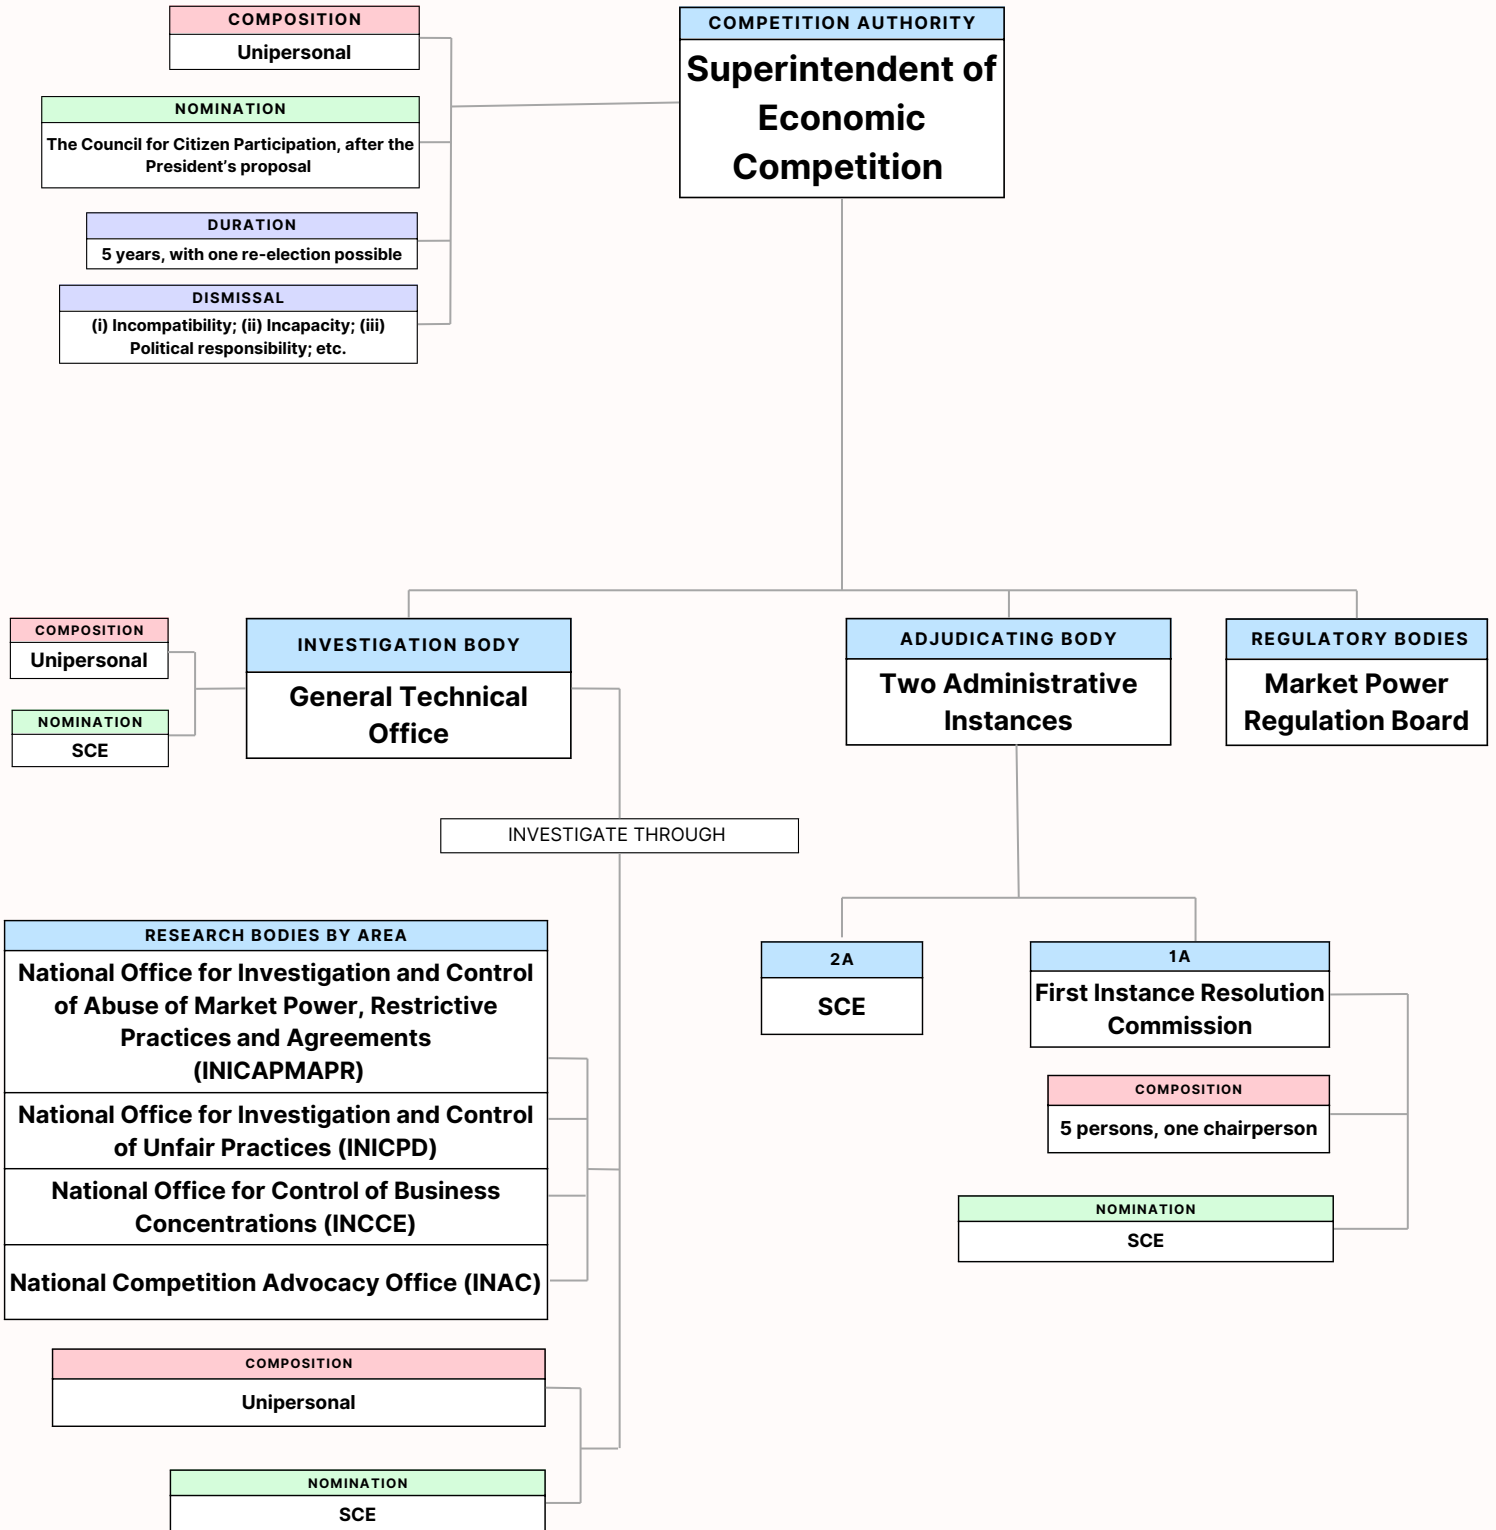 COMPOSITION
Unipersonal
NOMINATION
The Council for Citizen Participation, after the
President’s proposal
DURATION
5 years, with one re-election possible
DISMISSAL
(i) Incompatibility; (ii) Incapacity; (iii)
Political responsibility; etc.
COMPETITION AUTHORITY
Superintendent of
Economic
Competition
COMPOSITION
Unipersonal
NOMINATION
SCE
INVESTIGATION BODY
General Technical
Office
ADJUDICATING BODY
Two Administrative
Instances
REGULATORY BODIES
Market Power
Regulation Board
INVESTIGATE THROUGH
RESEARCH BODIES BY AREA
National Office for Investigation and Control
of Abuse of Market Power, Restrictive
Practices and Agreements
(INICAPMAPR)
National Office for Investigation and Control
of Unfair Practices (INICPD)
National Office for Control of Business
Concentrations (INCCE)
National Competition Advocacy Office (INAC)
COMPOSITION
Unipersonal
NOMINATION
SCE
2A
SCE
1A
First Instance Resolution
Commission
COMPOSITION
5 persons, one chairperson
NOMINATION
SCE